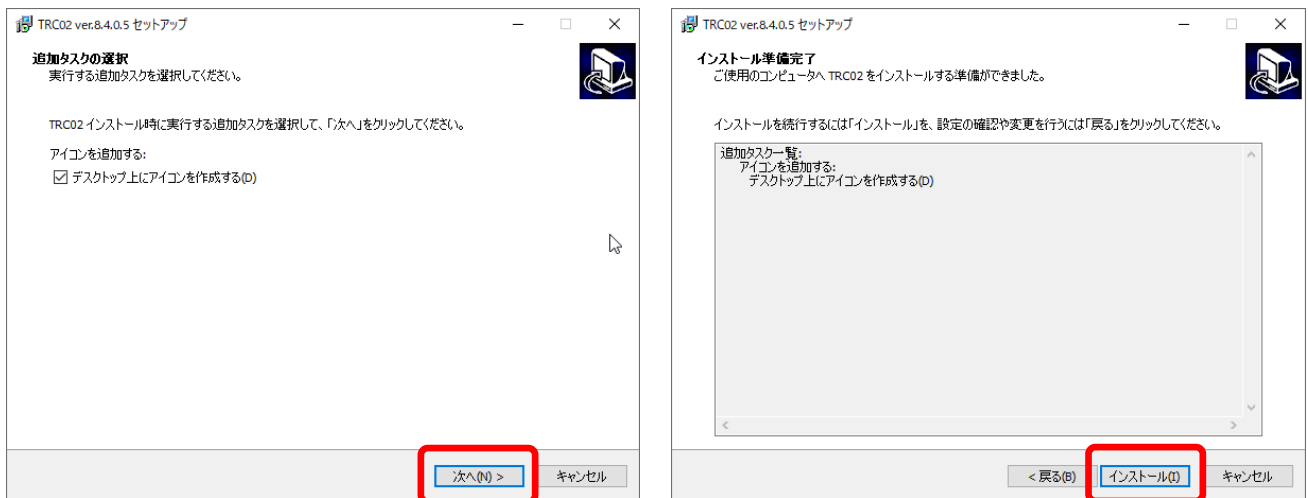 TRC02 ver.8.4.0.5 セットアップ
追加タスクの選択
実行する追加タスクを選択してください。
TRC02 インストール時に実行する追加タスクを選択して、「次へ」をクリックしてください。
アイコンを追加する:
デスクトップ上にアイコンを作成する(D)
次へ(N) >
キャンセル
TRC02 ver.8.4.0.5 セットアップ
インストール準備完了
ご使用のコンピュータへ TRC02 をインストールする準備ができました。
インストールを続行するには「インストール」を、設定の確認や変更を行うには「戻る」をクリックしてください。
追加タスク一覧:
アイコンを追加する:
デスクトップ上にアイコンを作成する(D)
< 戻る(B)
インストール(I)
キャンセル